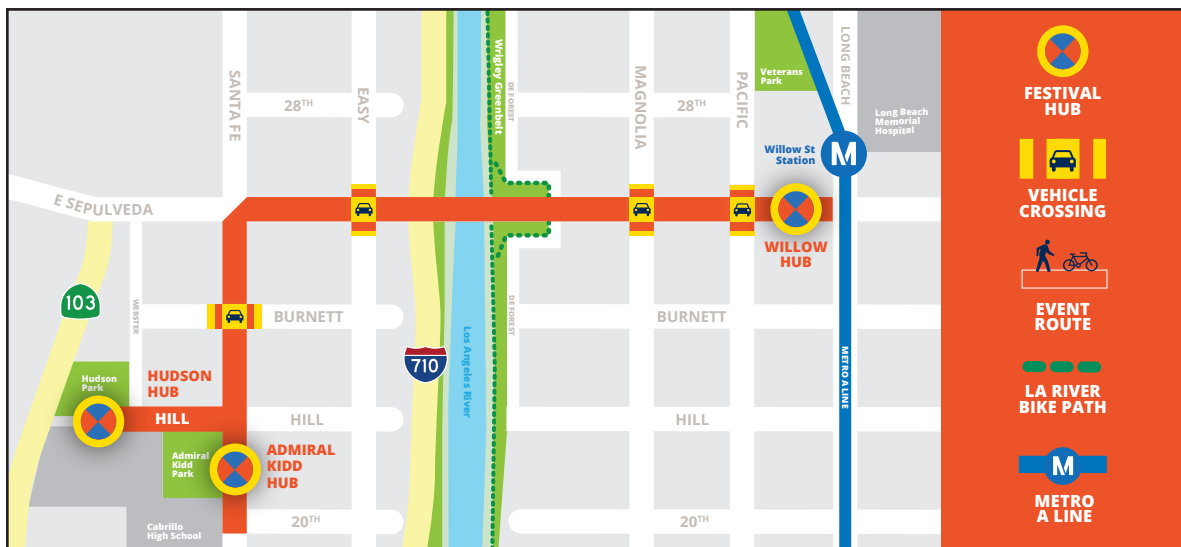 SANTA FE
28TH
EASY
Wrigley Greenbelt
DE FOREST
MAGNOLIA
28TH
PACIFIC
Veterans
Park
LONG BEACH
Long Beach
Memorial
Hospital
Willow St
Station
M
E SEPULVEDA
WILLOW
HUB
103
WEBSTER
BURNETT
710
Los Angeles River
DE FOREST
BURNETT
METRO A LINE
Hudson
Park
HUDSON
HUB
HILL
HILL
HILL
Admiral
Kidd
Park
ADMIRAL
KIDD
HUB
Cabrillo
High School
20TH
20TH
FESTIVAL
HUB
VEHICLE
CROSSING
EVENT
ROUTE
LA RIVER
BIKE PATH
M
METRO
A LINE